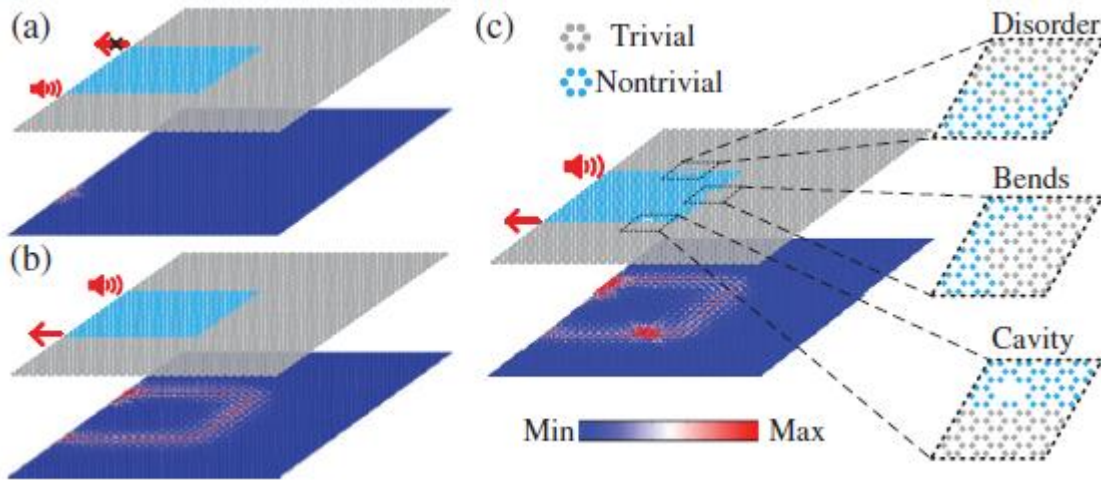 (a)
(b)
(c)
Trivial
Nontrivial
Disorder
Bends
Cavity
Min Max